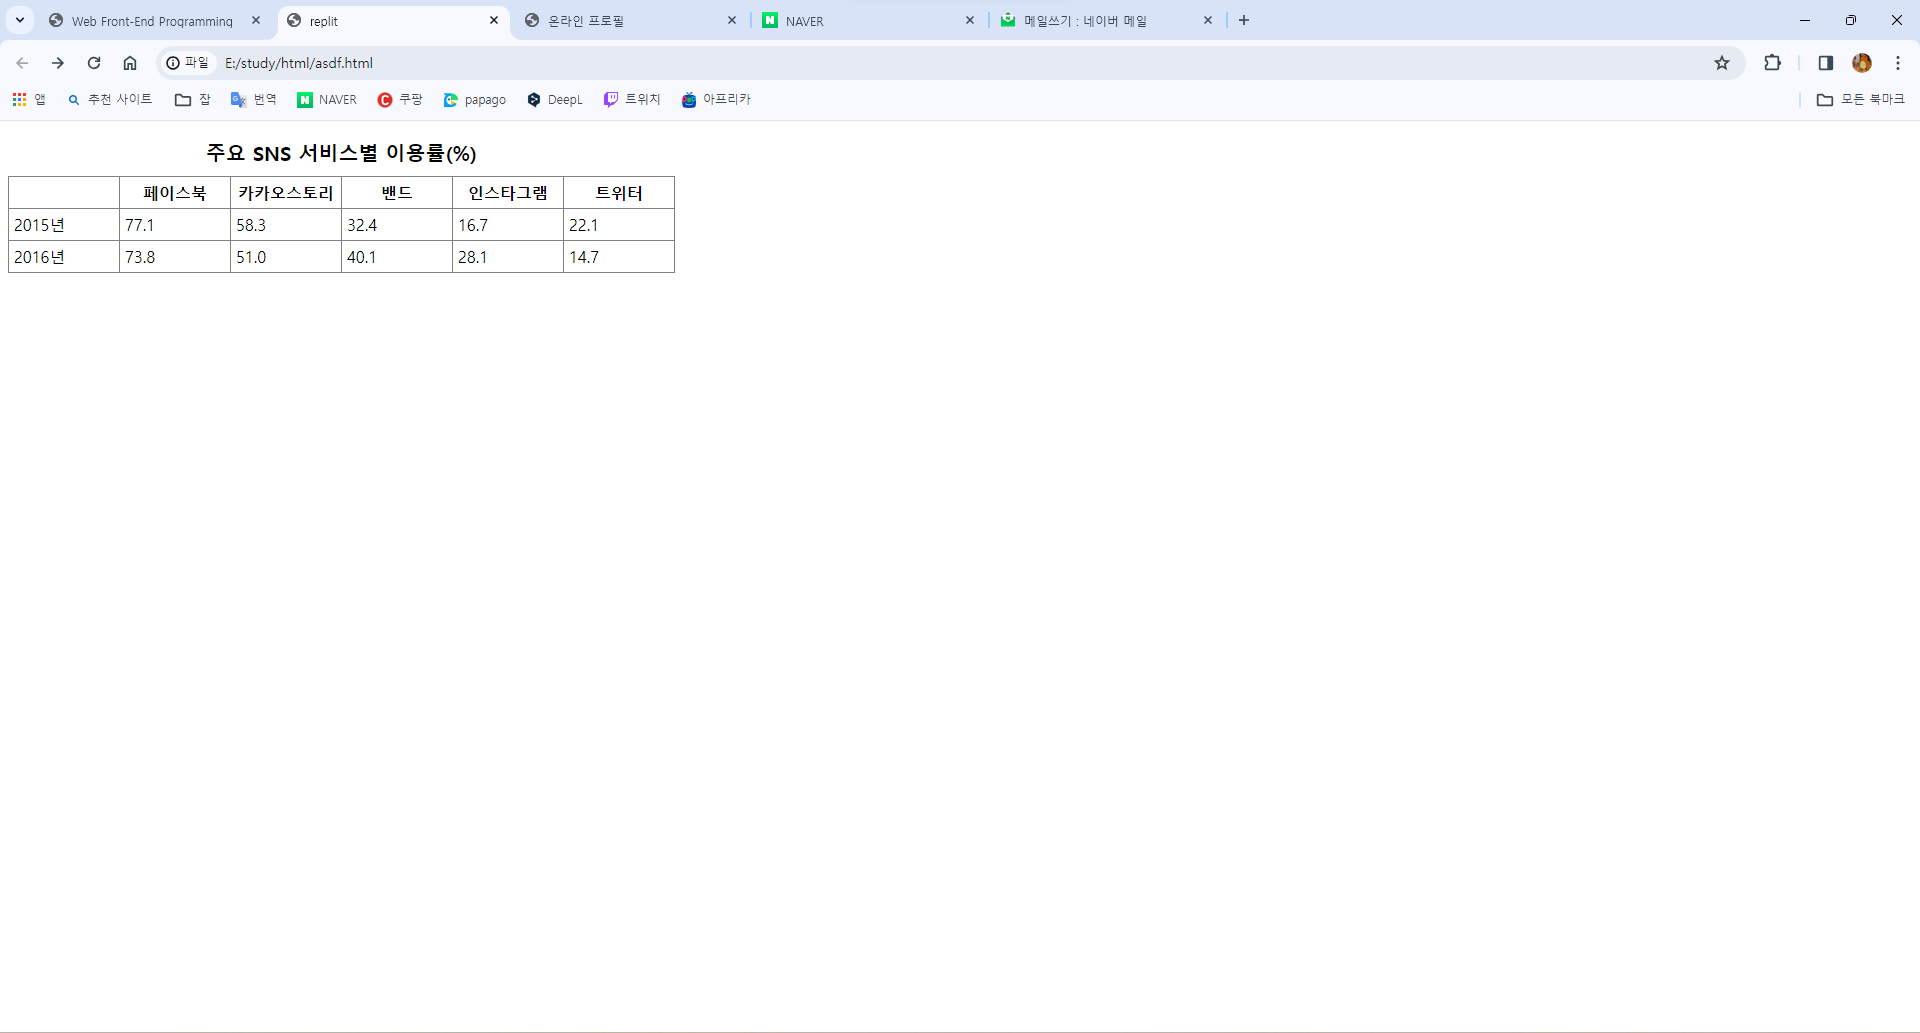 Web Front-End Programming
replit
온라인 프로필
NAVER
메일쓰기 : 네이버 메일
파일 E:/study/html/asdf.html
앱 추천 사이트 잡 번역 NAVER 쿠팡 papago DeepL 트위치 아프리카 모든 북마크
주요 SNS 서비스별 이용률(%)
페이스북 카카오스토리 밴드 인스타그램 트위터
2015년 77.1 58.3 32.4 16.7 22.1
2016년 73.8 51.0 40.1 28.1 14.7